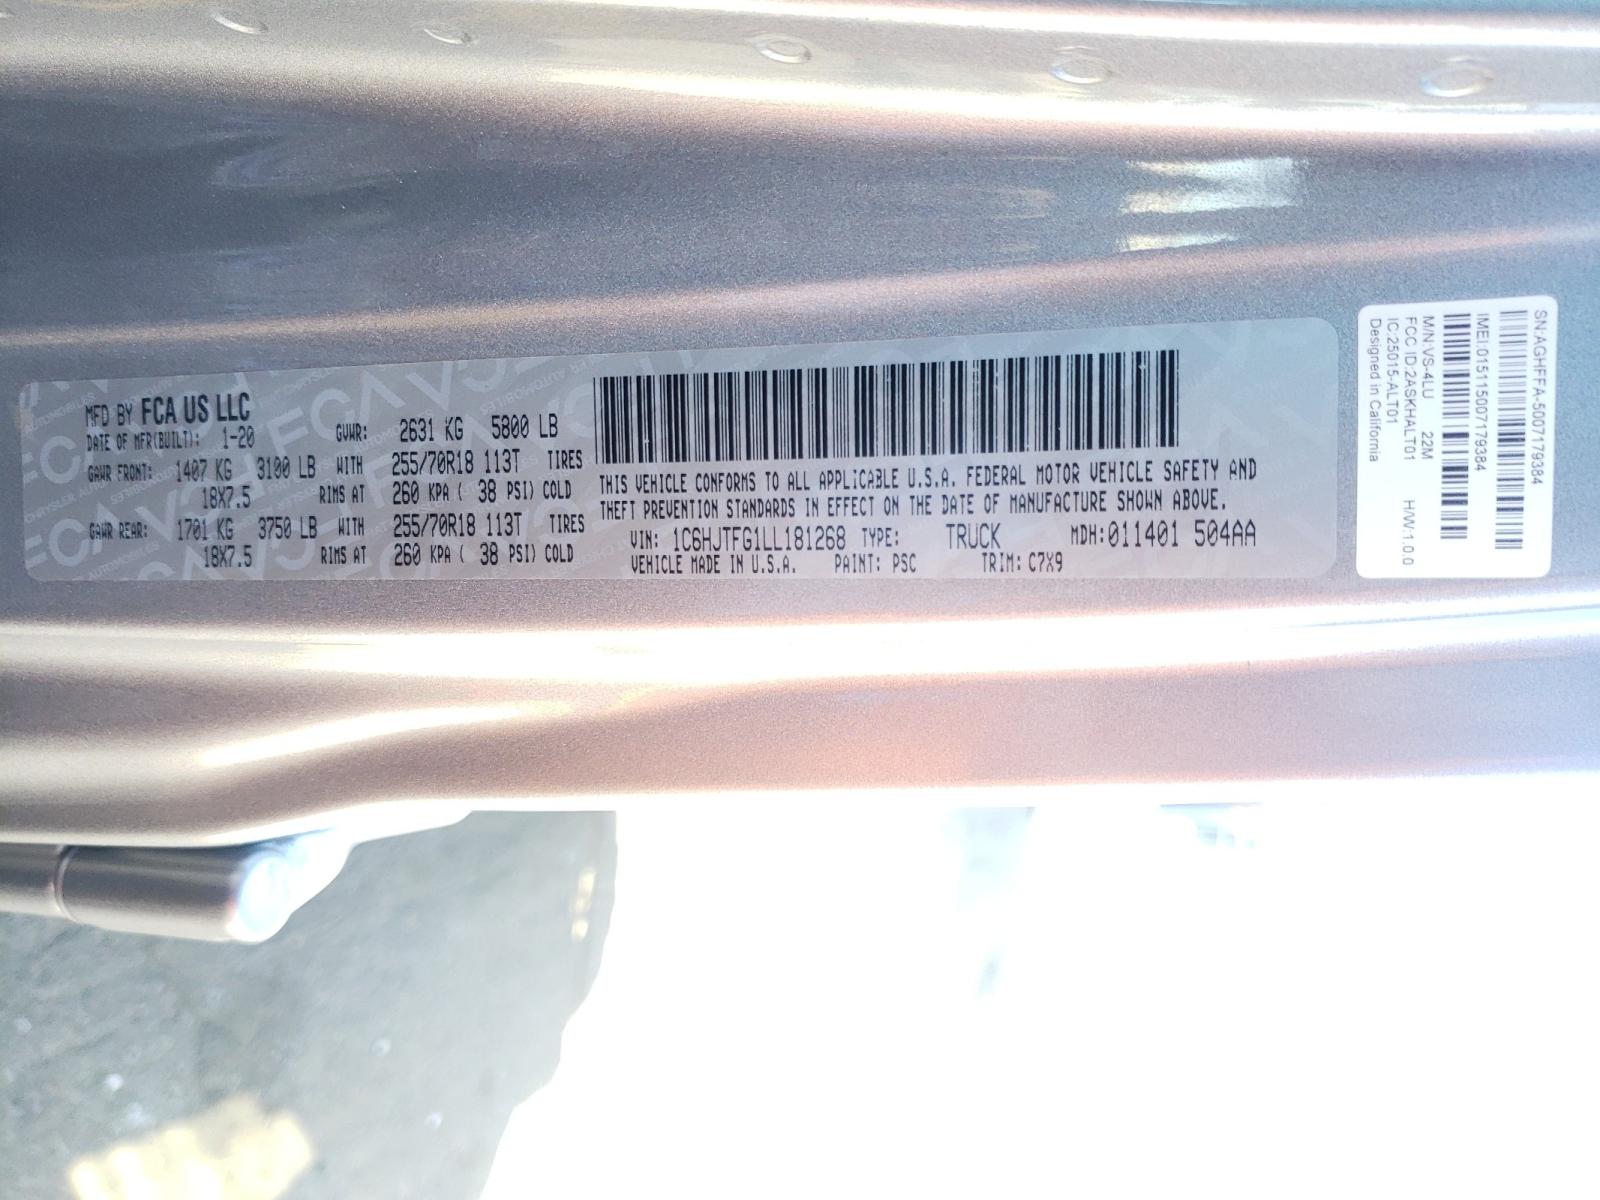 MFD BY FCA US LLC
DATE OF MFR(BUILT): 1-20 GVWR: 2631 KG 5800 LB
GAWR FRONT: 1407 KG 3100 LB WITH 255/70R18 113T TIRES
18X7.5 RIMS AT 260 KPA ( 38 PSI) COLD
GAWR REAR: 1701 KG 3750 LB WITH 255/70R18 113T TIRES
18X7.5 RIMS AT 260 KPA ( 38 PSI) COLD
THIS VEHICLE CONFORMS TO ALL APPLICABLE U.S.A. FEDERAL MOTOR VEHICLE SAFETY AND
THEFT PREVENTION STANDARDS IN EFFECT ON THE DATE OF MANUFACTURE SHOWN ABOVE.
VIN: 1C6HJTFG1LL181268 TYPE: TRUCK MDH:011401 504AA
VEHICLE MADE IN U.S.A. PAINT: PSC TRIM: C7X9
SN:AGHFFA-5007179384
IMEI:015115007179384
M/N:VS-4LU 22M
FCC ID:2ASKHALT01 H/W:1.0.0
IC:25015-ALT01
Designed in California